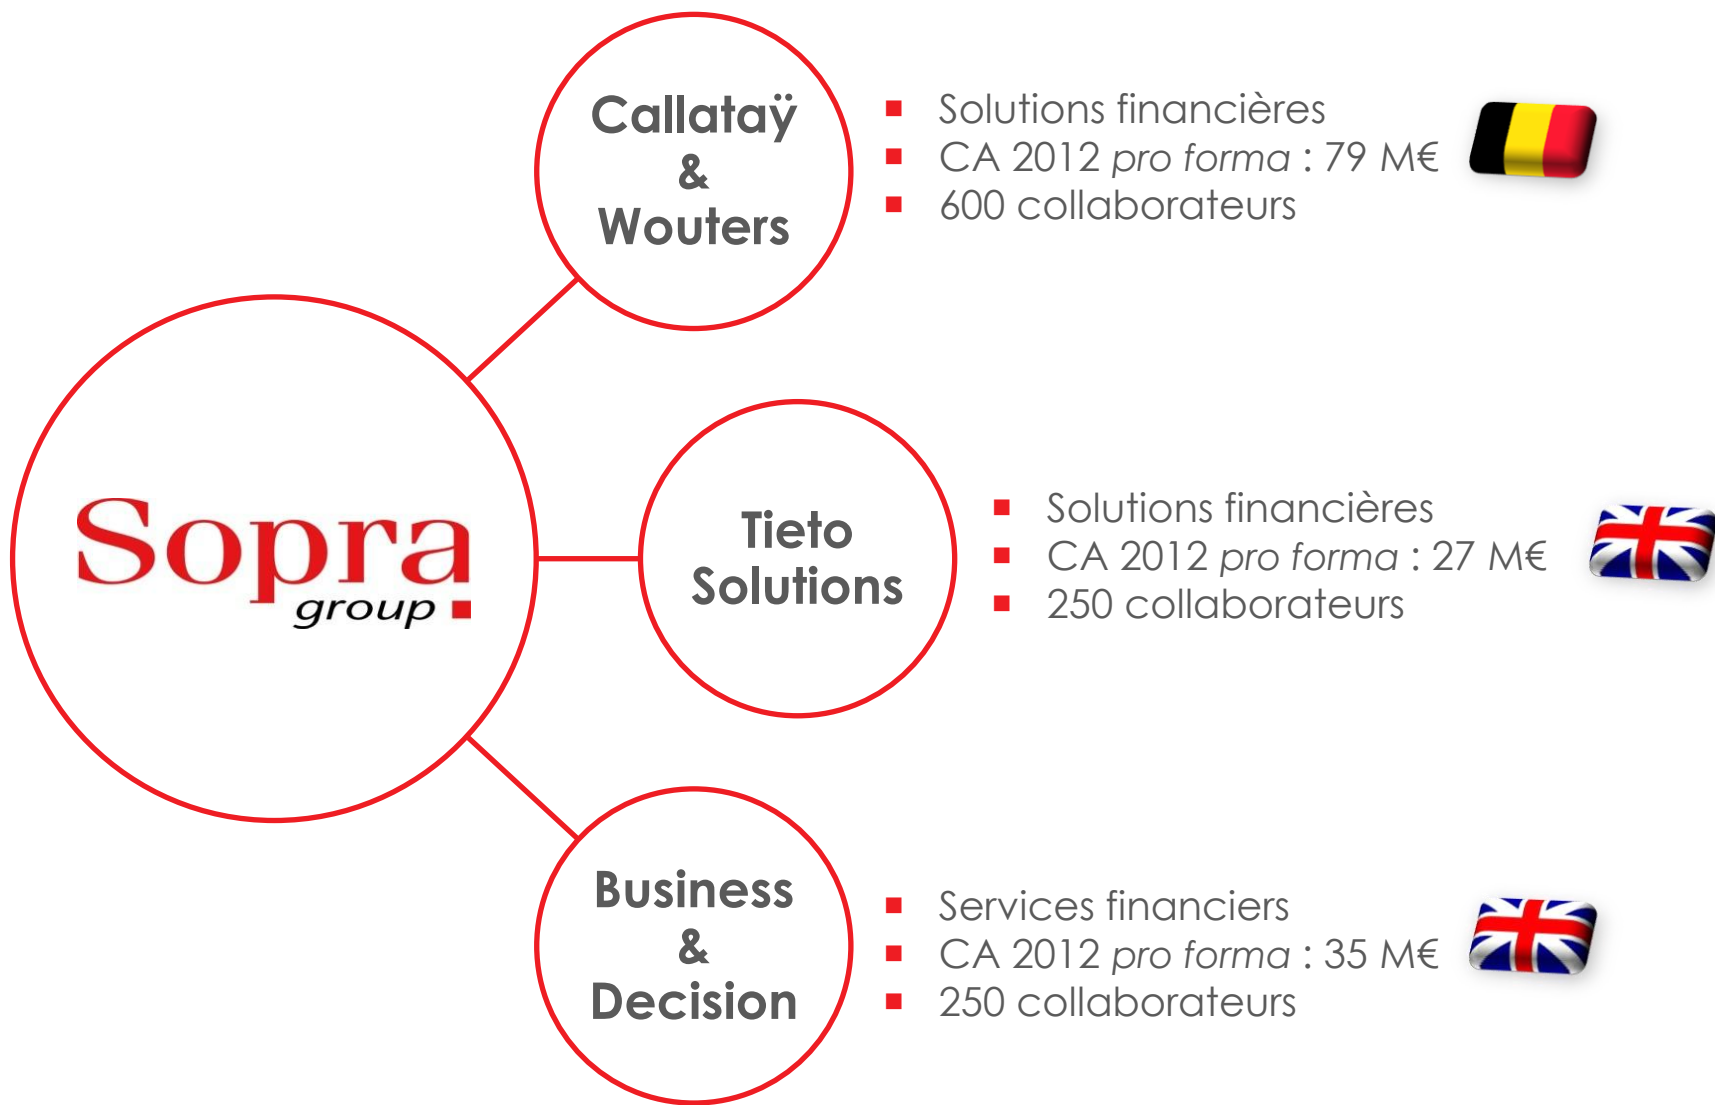 Callataÿ
&
Wouters
▪ Solutions financières
▪ CA 2012 pro forma : 79 M€
▪ 600 collaborateurs
Sopra
group
Tieto
Solutions
▪ Solutions financières
▪ CA 2012 pro forma : 27 M€
▪ 250 collaborateurs
Business
&
Decision
▪ Services financiers
▪ CA 2012 pro forma : 35 M€
▪ 250 collaborateurs